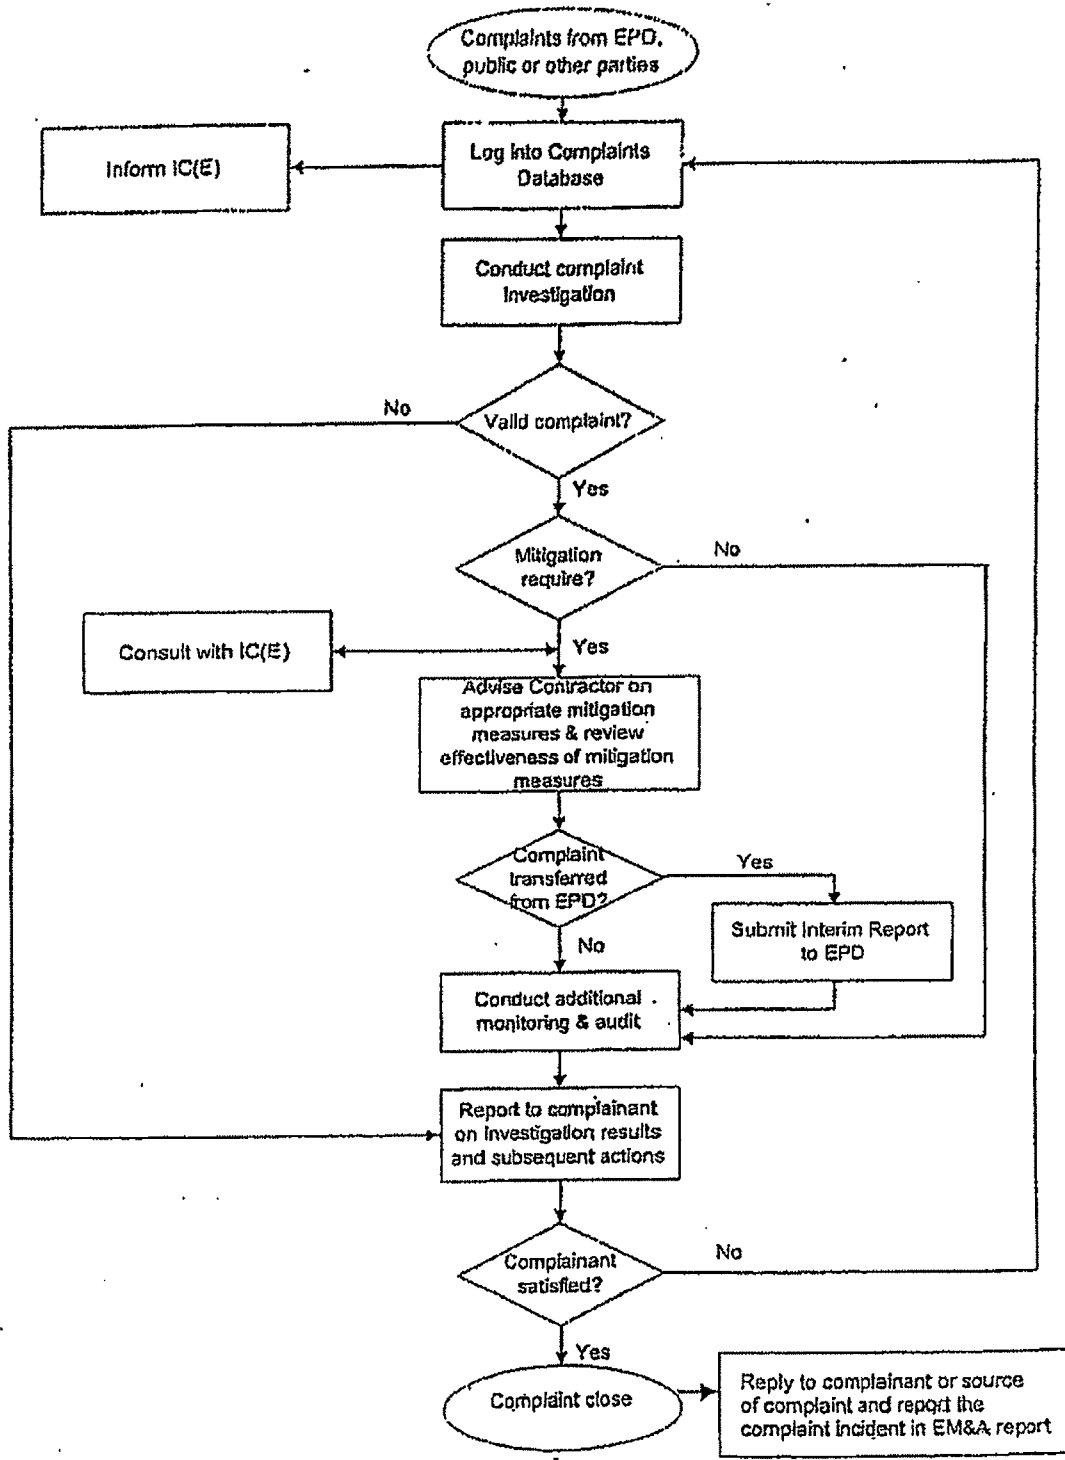 Complaints from EPD,
public or other parties
Inform IC(E)
Log into Complaints
Database
Conduct complaint
Investigation
No
Valid complaint?
Yes
Mitigation
require?
No
Consult with IC(E)
Yes
Advise Contractor on
appropriate mitigation
measures & review
effectiveness of mitigation
measures
Complaint
transferred
from EPD?
Yes
Submit Interim Report
to EPD
No
Conduct additional
monitoring & audit
Report to complainant
on investigation results
and subsequent actions
Complainant
satisfied?
No
Yes
Complaint close
Reply to complainant or source
of complaint and report the
complaint incident in EM&A report